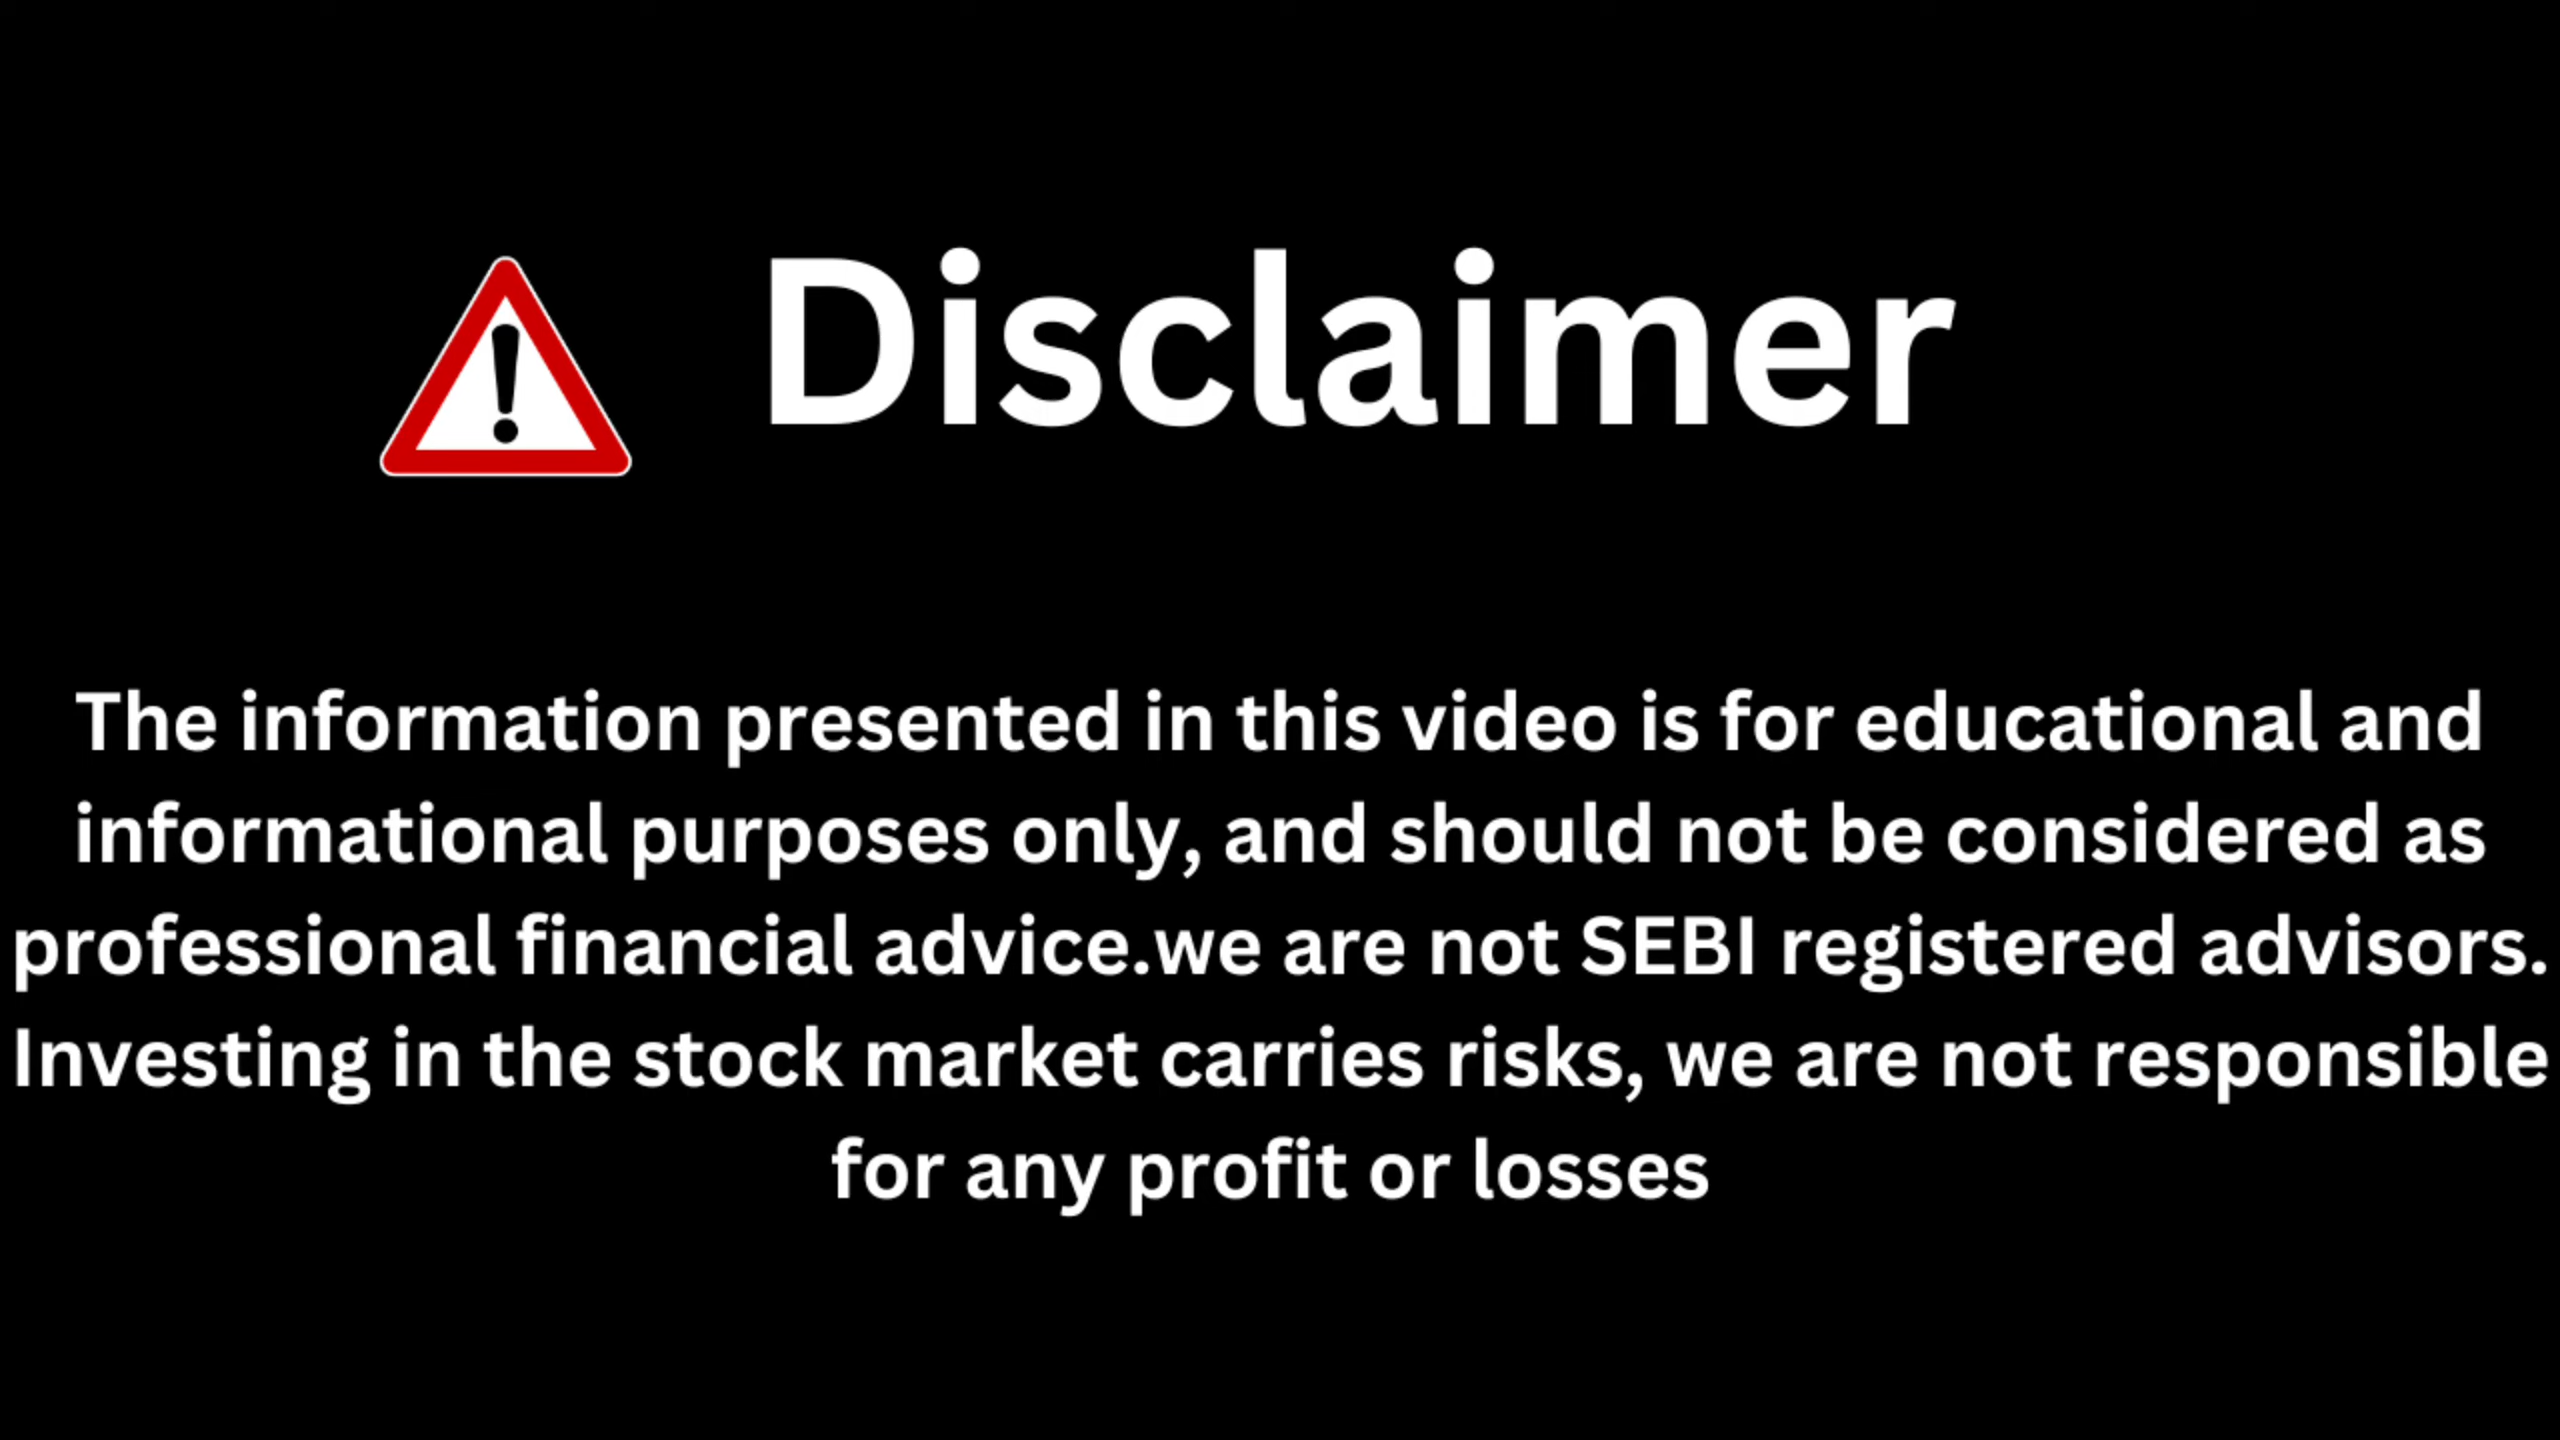 Disclaimer
The information presented in this video is for educational and
informational purposes only, and should not be considered as
professional financial advice.we are not SEBI registered advisors.
Investing in the stock market carries risks, we are not responsible
for any profit or losses